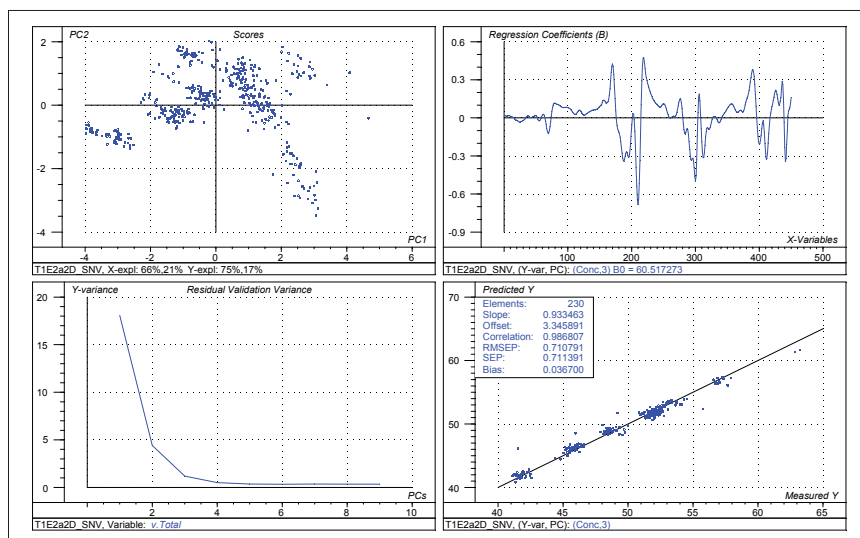 PC2 Scores
2
0
-2
-4
PC1
-4 -2 0 2 4 6
T1E2a2D_SNV, X-expl: 66%,21% Y-expl: 75%,17%
Regression Coefficients (B)
0.6
0.3
0
-0.3
-0.6
-0.9
X-Variables
100 200 300 400 500
T1E2a2D_SNV, (Y-var, PC): (Conc,3) B0 = 60.517273
Y-variance Residual Validation Variance
20
15
10
5
0
PCs
0 2 4 6 8 10
T1E2a2D_SNV, Variable: v.Total
Predicted Y
70
60
50
40
Elements: 230
Slope: 0.933463
Offset: 3.345891
Correlation: 0.986807
RMSEP: 0.710791
SEP: 0.711391
Bias: 0.036700
Measured Y
40 45 50 55 60 65
T1E2a2D_SNV, (Y-var, PC): (Conc,3)